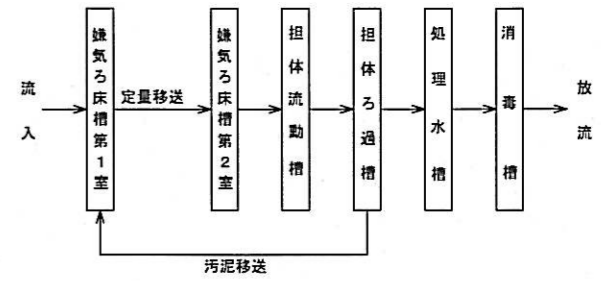 流入
嫌気ろ床槽第1室
定量移送
嫌気ろ床槽第2室
担体流動槽
担体ろ過槽
処理水槽
消毒槽
放流
汚泥移送